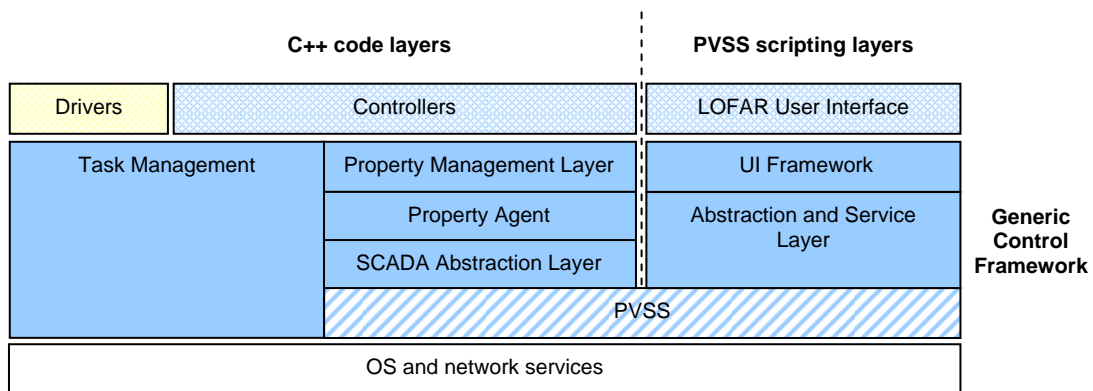 C++ code layers
PVSS scripting layers
Drivers
Controllers
LOFAR User Interface
Task Management
Property Management Layer
UI Framework
Property Agent
Abstraction and Service
Layer
SCADA Abstraction Layer
Generic
Control
Framework
PVSS
OS and network services